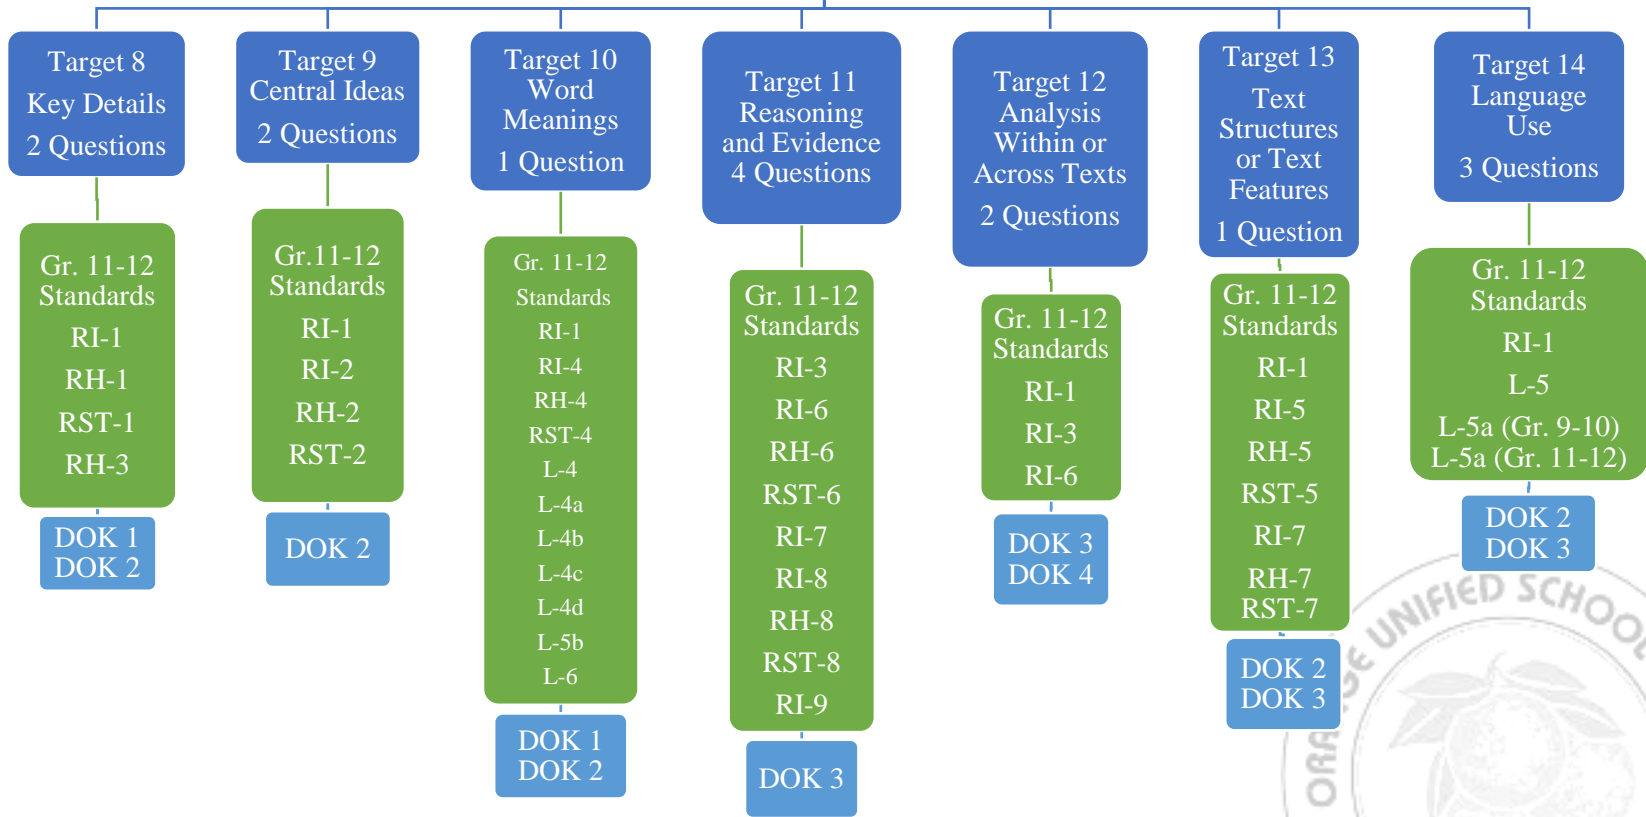 Target 8
Key Details
2 Questions
Gr. 11-12
Standards
RI-1
RH-1
RST-1
RH-3
DOK 1
DOK 2
Target 9
Central Ideas
2 Questions
Gr.11-12
Standards
RI-1
RI-2
RH-2
RST-2
DOK 2
Target 10
Word
Meanings
1 Question
Gr. 11-12
Standards
RI-1
RI-4
RH-4
RST-4
L-4
L-4a
L-4b
L-4c
L-4d
L-5b
L-6
DOK 1
DOK 2
Target 11
Reasoning
and Evidence
4 Questions
Gr. 11-12
Standards
RI-3
RI-6
RH-6
RST-6
RI-7
RI-8
RH-8
RST-8
RI-9
DOK 3
Target 12
Analysis
Within or
Across Texts
2 Questions
Gr. 11-12
Standards
RI-1
RI-3
RI-6
DOK 3
DOK 4
Target 13
Text
Structures
or Text
Features
1 Question
Gr. 11-12
Standards
RI-1
RI-5
RH-5
RST-5
RI-7
RH-7
RST-7
DOK 2
DOK 3
Target 14
Language
Use
3 Questions
Gr. 11-12
Standards
RI-1
L-5
L-5a (Gr. 9-10)
L-5a (Gr. 11-12)
DOK 2
DOK 3
UNIFIED SCHOOL